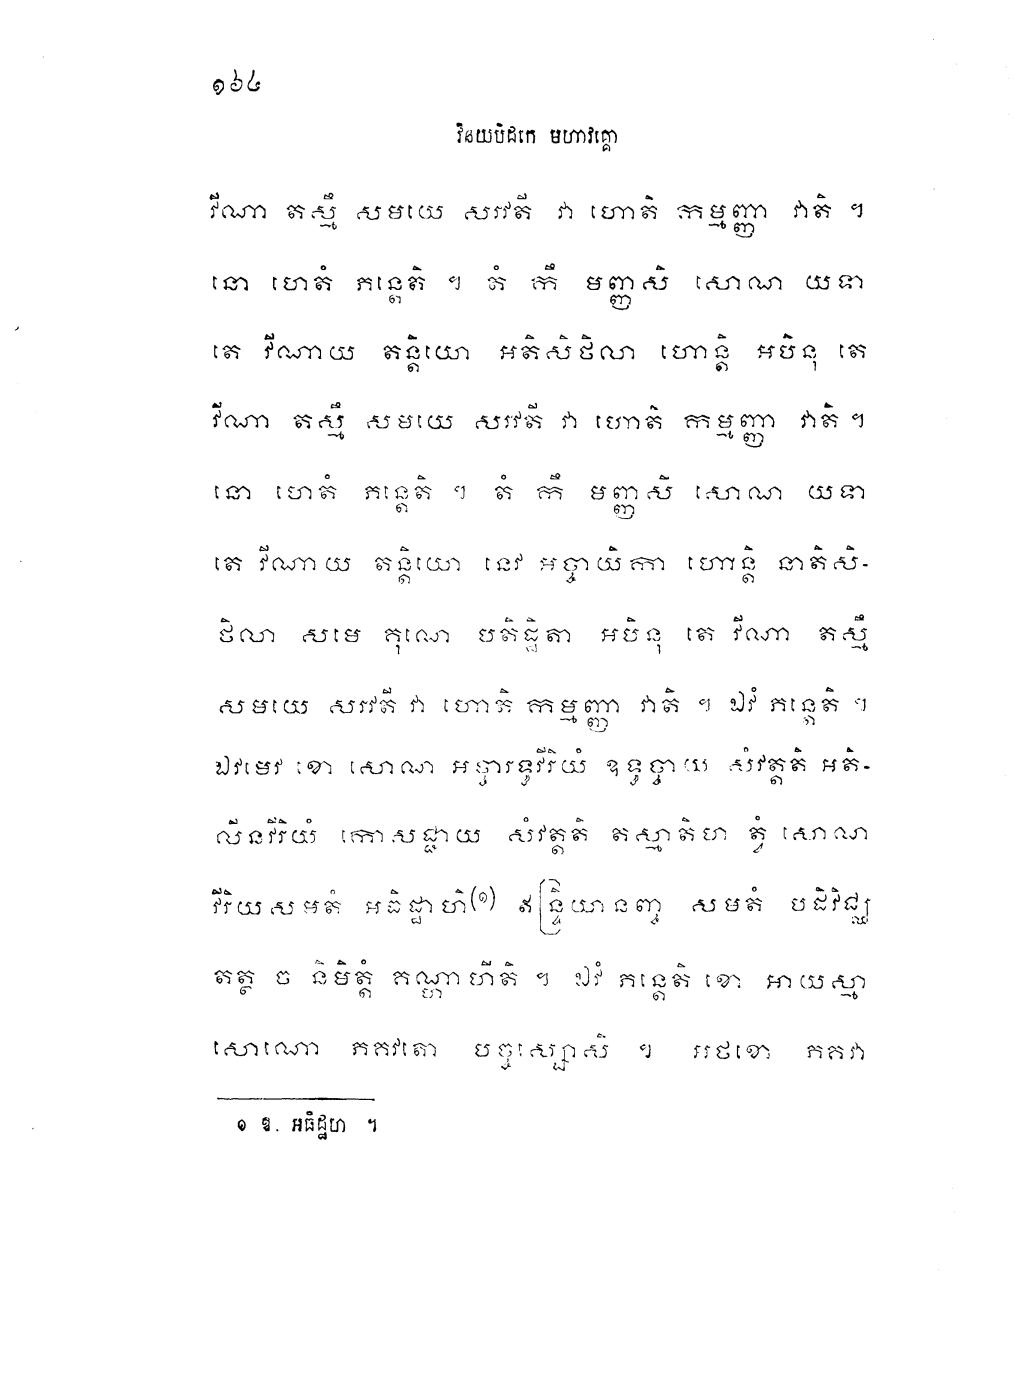 ១៦៤
វិនយបិដកេ មហាវគ្គោ
វីណា តស្មឹ សមយេ សរវតី វា ហោតិ កម្មញ្ញា វាតិ ។
នោ ហេតំ ភន្តេតិ ។ តំ កឹ មញ្ញសិ សោណ យទា
តេ វីណាយ តន្តិយោ អតិសិថិលា ហោន្តិ អបិនុ តេ
វីណា តស្មឹ សមយេ សរវតី វា ហោតិ កម្មញ្ញា វាតិ ។
នោ ហេតំ ភន្តេតិ ។ តំ កឹ មញ្ញសិ សោណ យទា
តេ វីណាយ តន្តិយោ នេវ អច្ចាយិកា ហោន្តិ នាតិសិ-
ថិលា សមេ គុណេ បតិដ្ឋិតា អបិនុ តេ វីណា តស្មឹ
សមយេ សរវតី វា ហោតិ កម្មញ្ញា វាតិ ។ ឯវំ ភន្តេតិ ។
ឯវមេវ ខោ សោណ អច្ចារទ្ធវីរិយំ ឧទ្ធច្ចាយ សំវត្តតិ អតិ-
លីនវីរិយំ កោសជ្ជាយ សំវត្តតិ តស្មាតិហ ត្វំ សោណ
វីរិយសមតំ អធិដ្ឋាហិ(១) ឥន្ទ្រិយានញ្ច សមតំ បដិវិជ្ឈ
តត្ថ ច និមិត្តំ គណ្ហាហីតិ ។ ឯវំ ភន្តេតិ ខោ អាយស្មា
សោណោ ភគវតោ បច្ចស្សោសិ ។ អថខោ ភគវា
១ ឱ. អធិដ្ឋហ ។